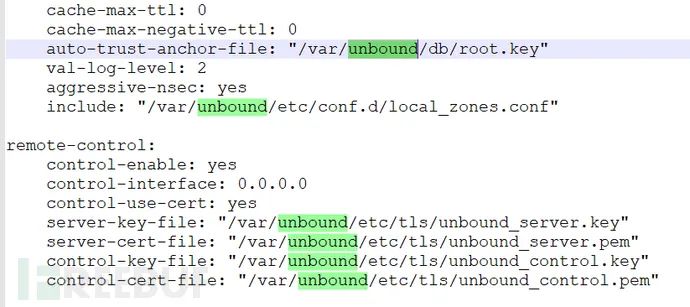 cache-max-ttl: 0
cache-max-negative-ttl: 0
auto-trust-anchor-file: "/var/unbound/db/root.key"
val-log-level: 2
aggressive-nsec: yes
include: "/var/unbound/etc/conf.d/local_zones.conf"
remote-control:
control-enable: yes
control-interface: 0.0.0.0
control-use-cert: yes
server-key-file: "/var/unbound/etc/tls/unbound_server.key"
server-cert-file: "/var/unbound/etc/tls/unbound_server.pem"
control-key-file: "/var/unbound/etc/tls/unbound_control.key"
control-cert-file: "/var/unbound/etc/tls/unbound_control.pem"